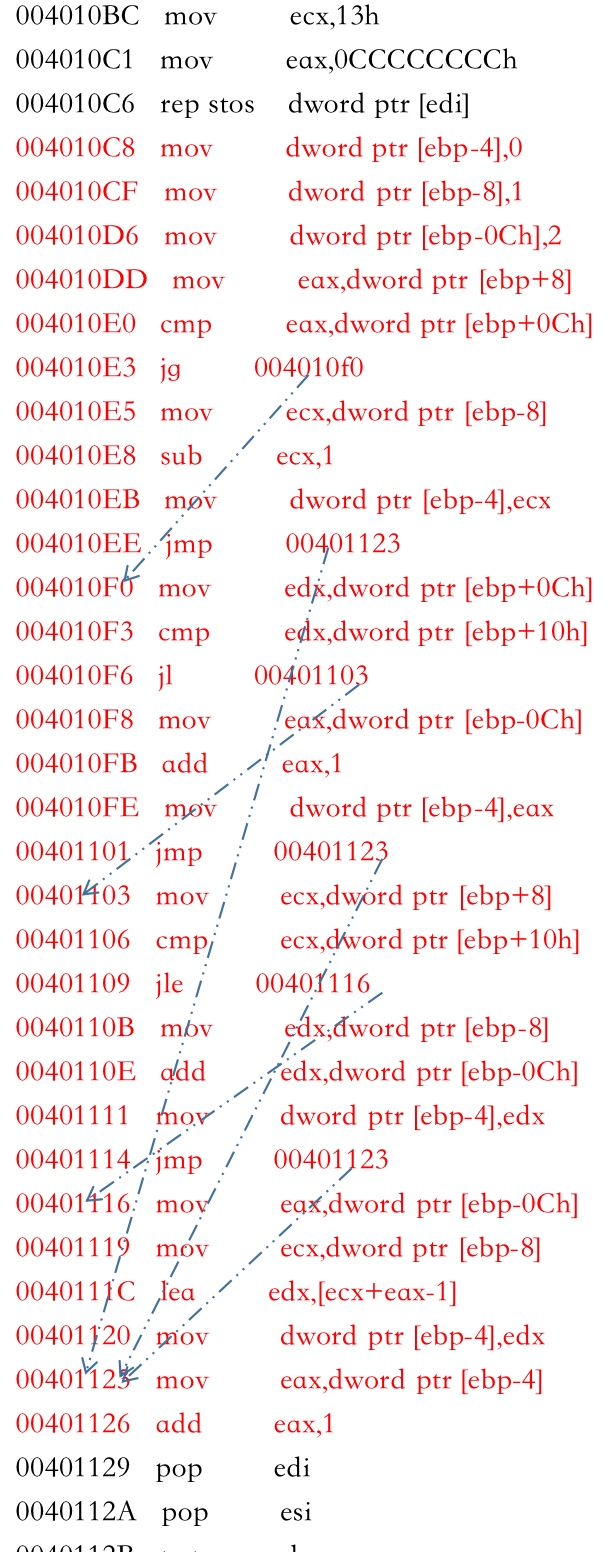 004010BC mov ecx,13h
004010C1 mov eax,0CCCCCCCCh
004010C6 rep stos dword ptr [edi]
004010C8 mov dword ptr [ebp-4],0
004010CF mov dword ptr [ebp-8],1
004010D6 mov dword ptr [ebp-0Ch],2
004010DD mov eax,dword ptr [ebp+8]
004010E0 cmp eax,dword ptr [ebp+0Ch]
004010E3 jg 004010f0
004010E5 mov ecx,dword ptr [ebp-8]
004010E8 sub ecx,1
004010EB mov dword ptr [ebp-4],ecx
004010EE jmp 00401123
004010F0 mov edx,dword ptr [ebp+0Ch]
004010F3 cmp edx,dword ptr [ebp+10h]
004010F6 jl 00401103
004010F8 mov eax,dword ptr [ebp-0Ch]
004010FB add eax,1
004010FE mov dword ptr [ebp-4],eax
00401101 jmp 00401123
00401103 mov ecx,dword ptr [ebp+8]
00401106 cmp ecx,dword ptr [ebp+10h]
00401109 jle 00401116
0040110B mov edx,dword ptr [ebp-8]
0040110E add edx,dword ptr [ebp-0Ch]
00401111 mov dword ptr [ebp-4],edx
00401114 jmp 00401123
00401116 mov eax,dword ptr [ebp-0Ch]
00401119 mov ecx,dword ptr [ebp-8]
0040111C lea edx,[ecx+eax-1]
00401120 mov dword ptr [ebp-4],edx
00401123 mov eax,dword ptr [ebp-4]
00401126 add eax,1
00401129 pop edi
0040112A pop esi